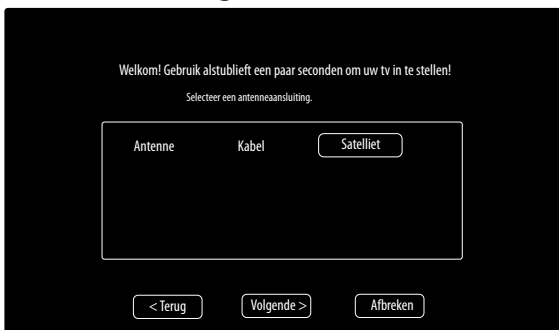 Welkom! Gebruik alstublieft een paar seconden om uw tv in te stellen!
Selecteer een antenneaansluiting.
Antenne Kabel Satelliet
< Terug Volgende > Afbreken